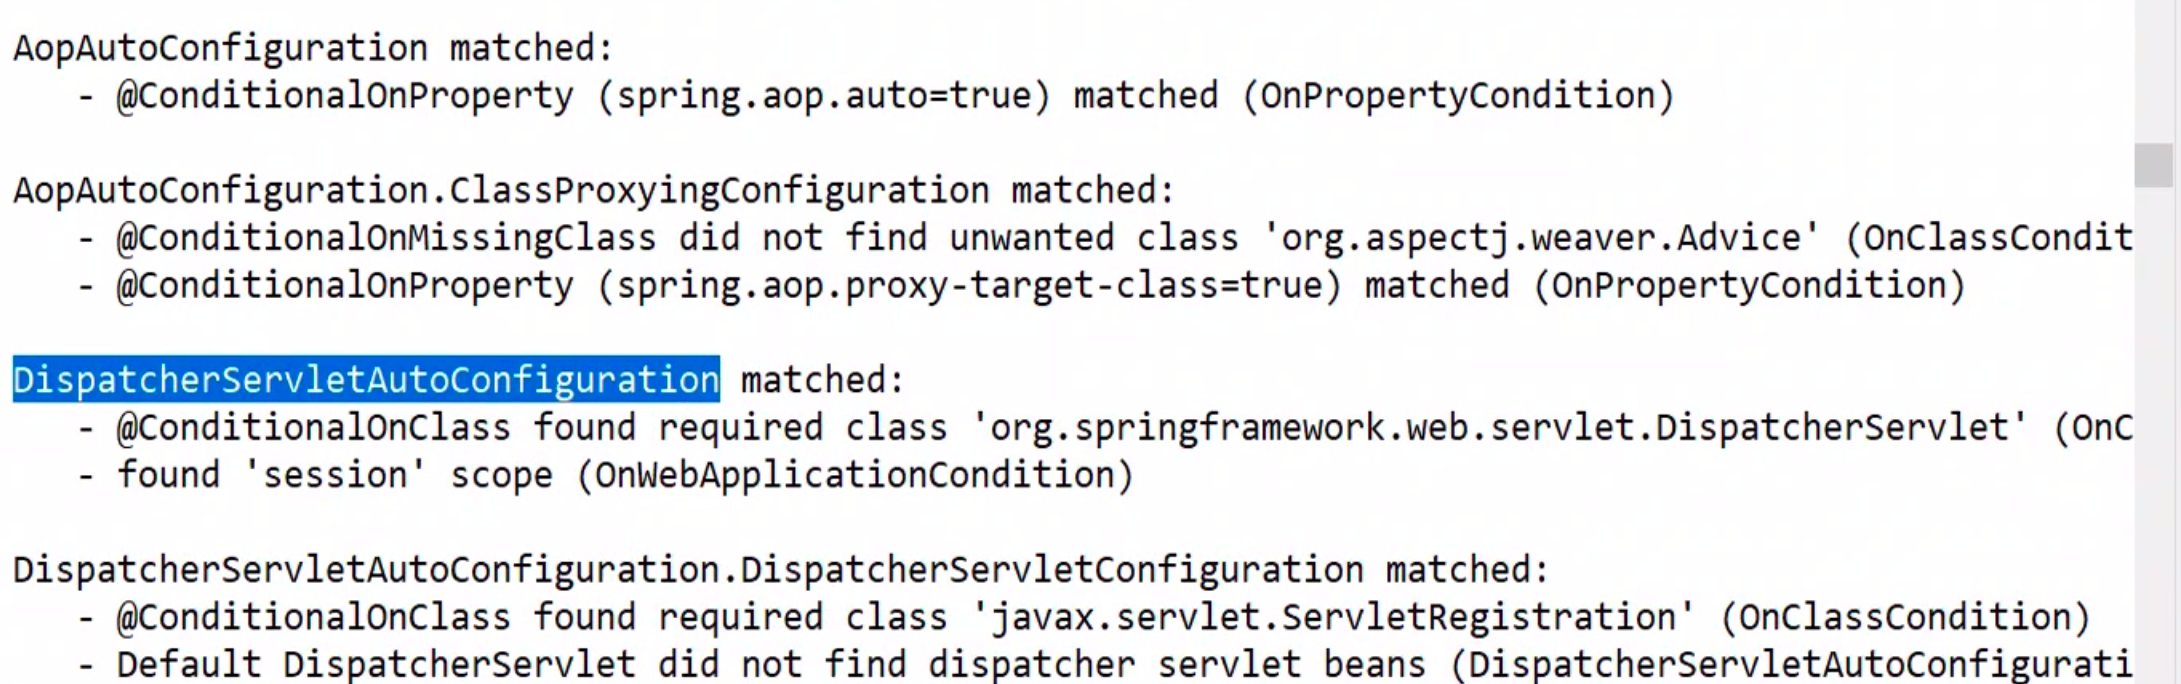 AopAutoConfiguration matched:
- @ConditionalOnProperty (spring.aop.auto=true) matched (OnPropertyCondition)
AopAutoConfiguration.ClassProxyingConfiguration matched:
- @ConditionalOnMissingClass did not find unwanted class 'org.aspectj.weaver.Advice' (OnClassCondit
- @ConditionalOnProperty (spring.aop.proxy-target-class=true) matched (OnPropertyCondition)
DispatcherServletAutoConfiguration matched:
- @ConditionalOnClass found required class 'org.springframework.web.servlet.DispatcherServlet' (OnC
- found 'session' scope (OnWebApplicationCondition)
DispatcherServletAutoConfiguration.DispatcherServletConfiguration matched:
- @ConditionalOnClass found required class 'javax.servlet.ServletRegistration' (OnClassCondition)
- Default DispatcherServlet did not find dispatcher servlet beans (DispatcherServletAutoConfigurati